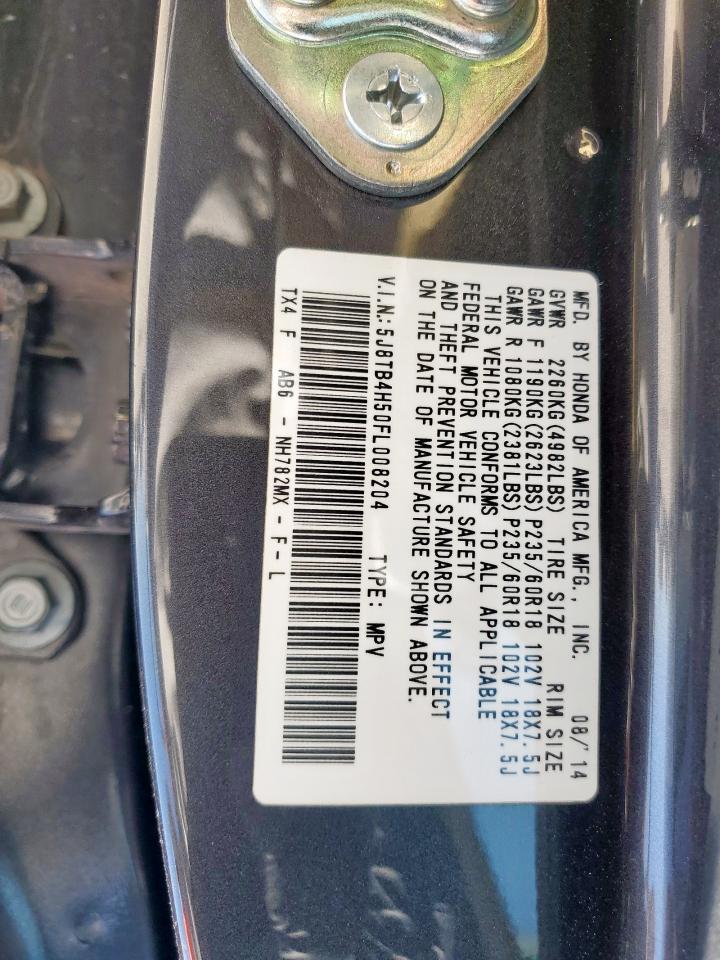 MFD. BY HONDA OF AMERICA MFG., INC. 08/'14
GVWR 2260KG(4982LBS) TIRE SIZE RIM SIZE
GAWR F 1190KG(2623LBS) P235/60R18 102V 18X7.5J
GAWR R 1080KG(2381LBS) P235/60R18 102V 18X7.5J
THIS VEHICLE CONFORMS TO ALL APPLICABLE
FEDERAL MOTOR VEHICLE SAFETY
AND THEFT PREVENTION STANDARDS IN EFFECT
ON THE DATE OF MANUFACTURE SHOWN ABOVE.
V.I.N.:5J8TB4H50FL008204 TYPE: MPV
TX4 F AB6 - NH782MX - F-L